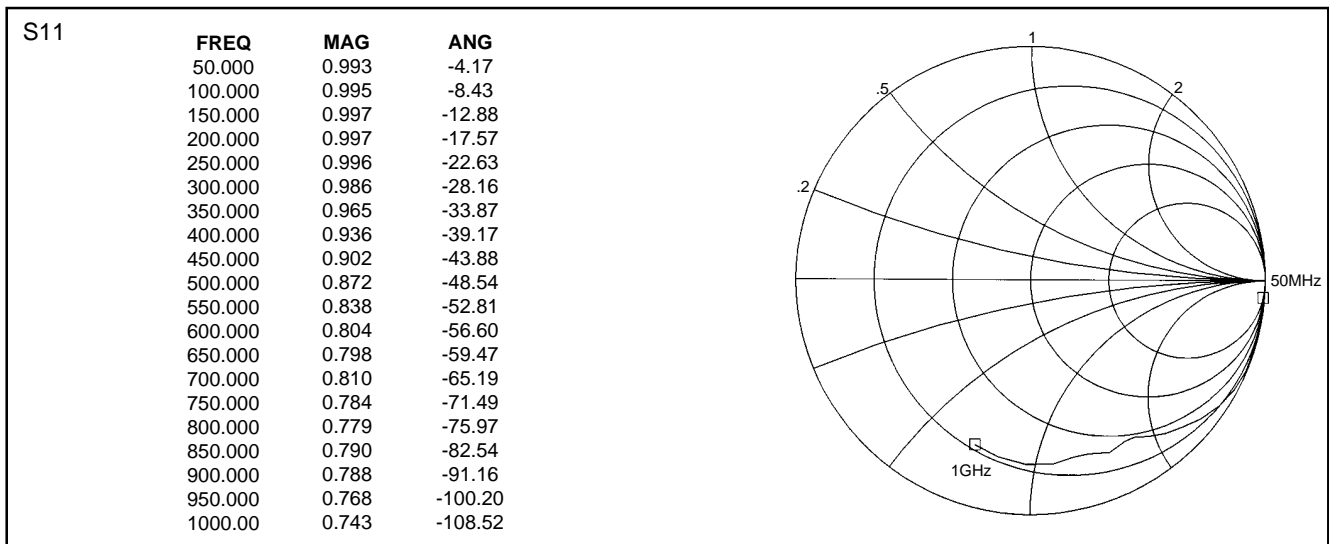 S11
FREQ MAG ANG
50.000 0.993 -4.17
100.000 0.995 -8.43
150.000 0.997 -12.88
200.000 0.997 -17.57
250.000 0.996 -22.63
300.000 0.986 -28.16
350.000 0.965 -33.87
400.000 0.936 -39.17
450.000 0.902 -43.88
500.000 0.872 -48.54
550.000 0.838 -52.81
600.000 0.804 -56.60
650.000 0.798 -59.47
700.000 0.810 -65.19
750.000 0.784 -71.49
800.000 0.779 -75.97
850.000 0.790 -82.54
900.000 0.788 -91.16
950.000 0.768 -100.20
1000.00 0.743 -108.52
1
.5
2
.2
50MHz
1GHz